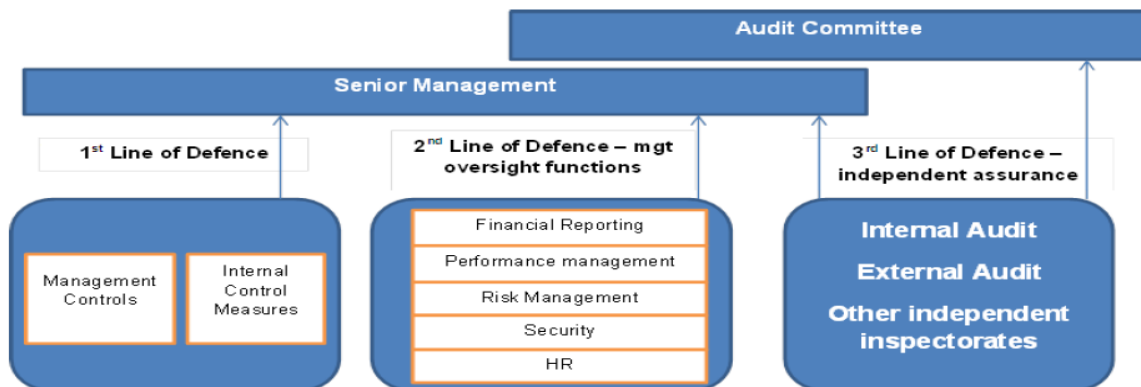 Audit Committee
Senior Management
1st Line of Defence
2nd Line of Defence – mgt
oversight functions
3rd Line of Defence –
independent assurance
Management
Controls
Internal
Control
Measures
Financial Reporting
Performance management
Risk Management
Security
HR
Internal Audit
External Audit
Other independent
inspectorates